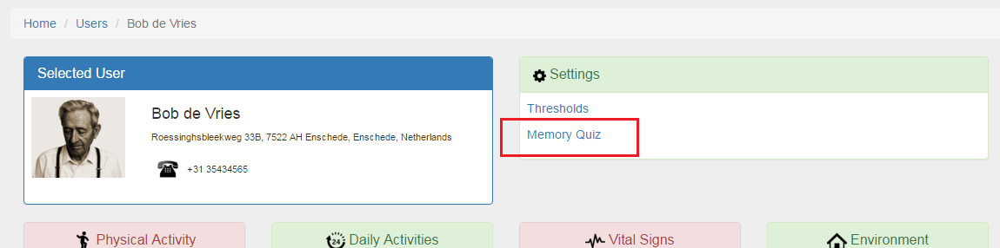 Home / Users / Bob de Vries
Selected User
Bob de Vries
Roessinghsbleekweg 33B, 7522 AH Enschede, Enschede, Netherlands
+31 35434565
Settings
Thresholds
Memory Quiz
Physical Activity
24 Daily Activities
Vital Signs
Environment